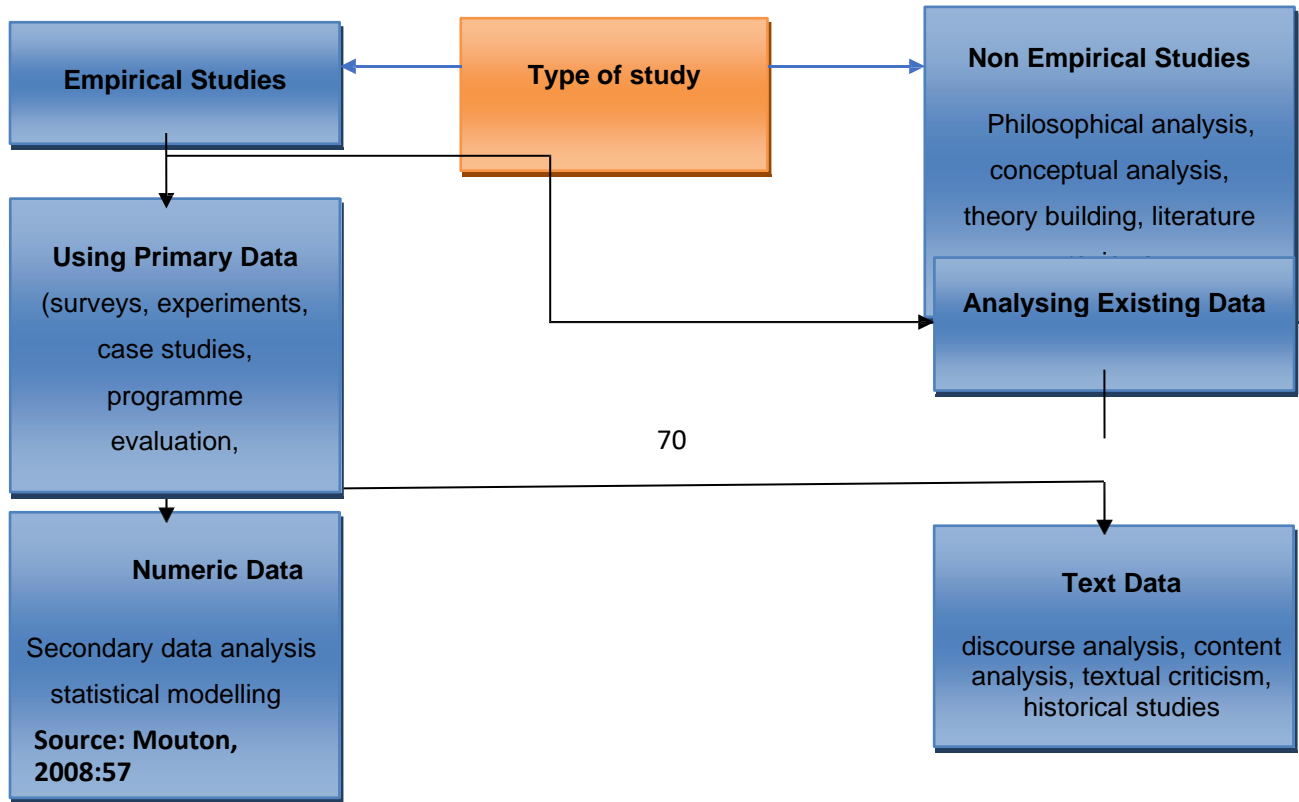 Empirical Studies
Type of study
Non Empirical Studies
Philosophical analysis,
conceptual analysis,
theory building, literature
Using Primary Data
(surveys, experiments,
case studies,
programme
evaluation,
Analysing Existing Data
70
Numeric Data
Secondary data analysis
statistical modelling
Source: Mouton,
2008:57
Text Data
discourse analysis, content
analysis, textual criticism,
historical studies